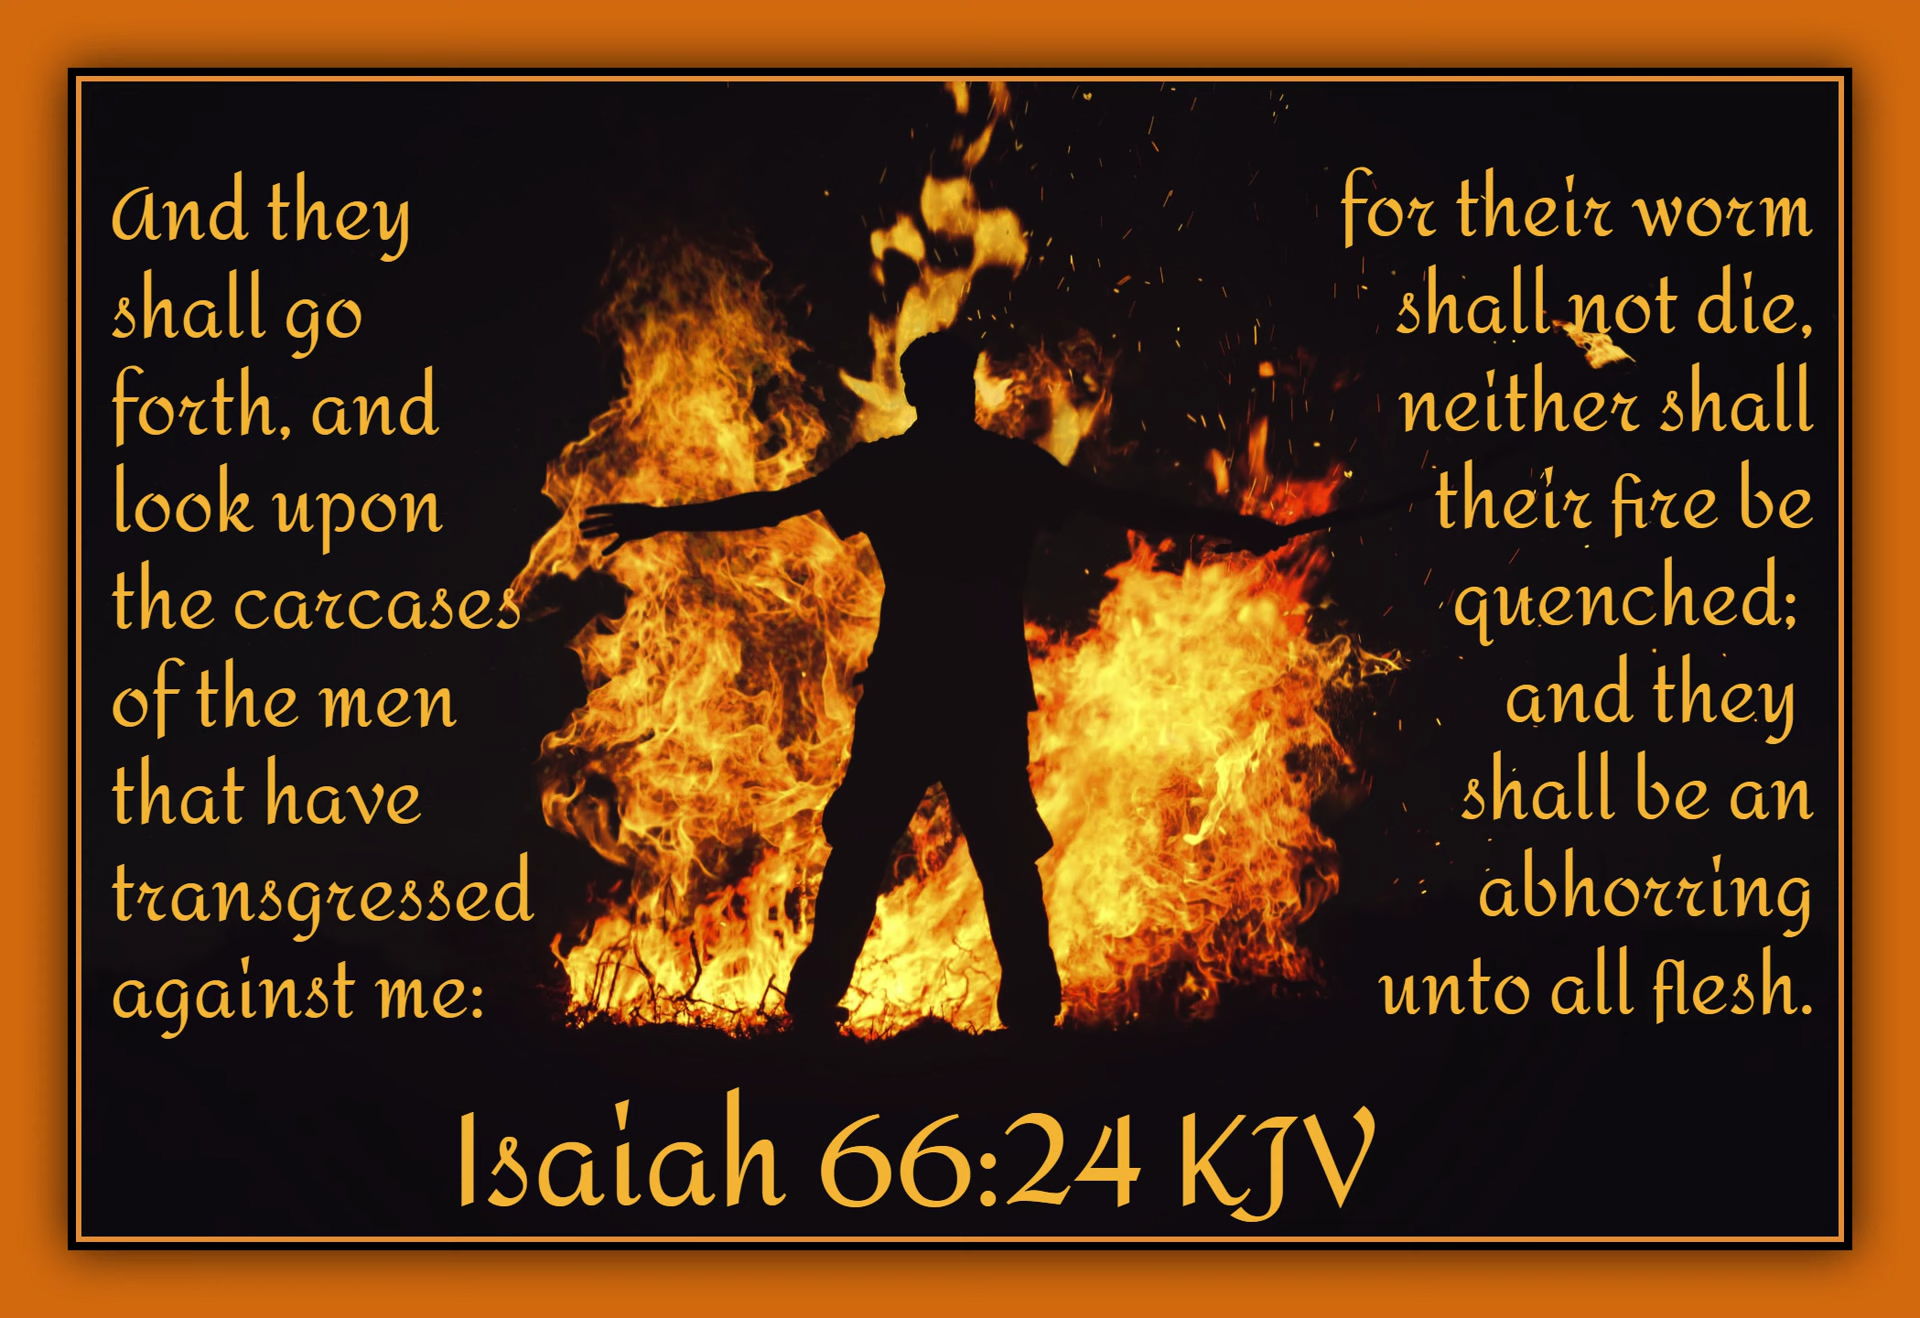 And they
shall go
forth, and
look upon
the carcases
of the men
that have
transgressed
against me:
for their worm
shall not die,
neither shall
their fire be
quenched;
and they
shall be an
abhorring
unto all flesh.
Isaiah 66:24 KJV